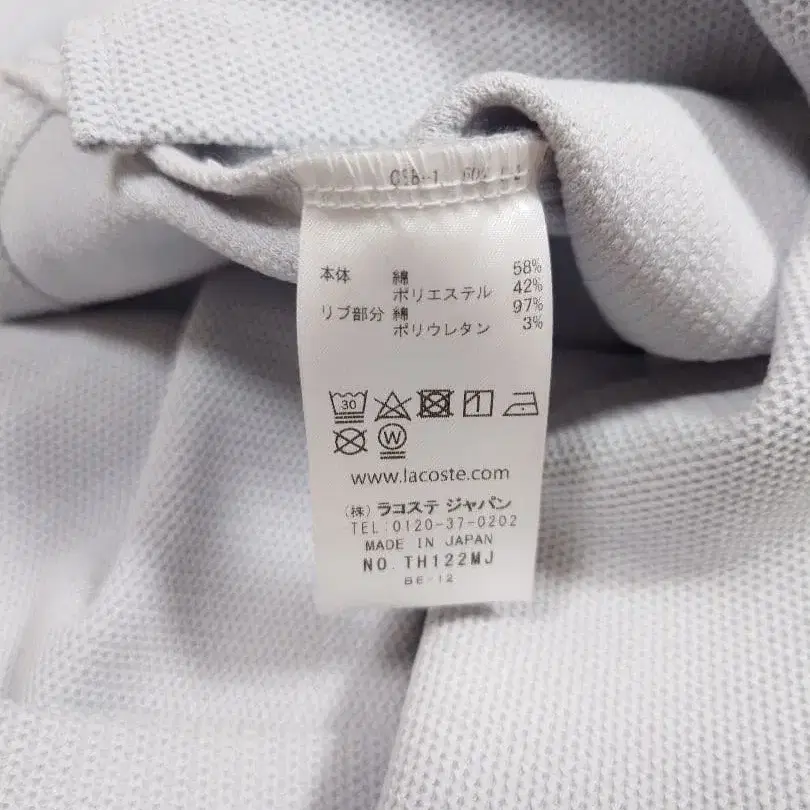 本体 綿 58%
ポリエステル 42%
リブ部分 綿 97%
ポリウレタン 3%
30
W
www.lacoste.com
(株) ラコステ ジャパン
TEL:0120-37-0202
MADE IN JAPAN
NO. TH122MJ
BE-12